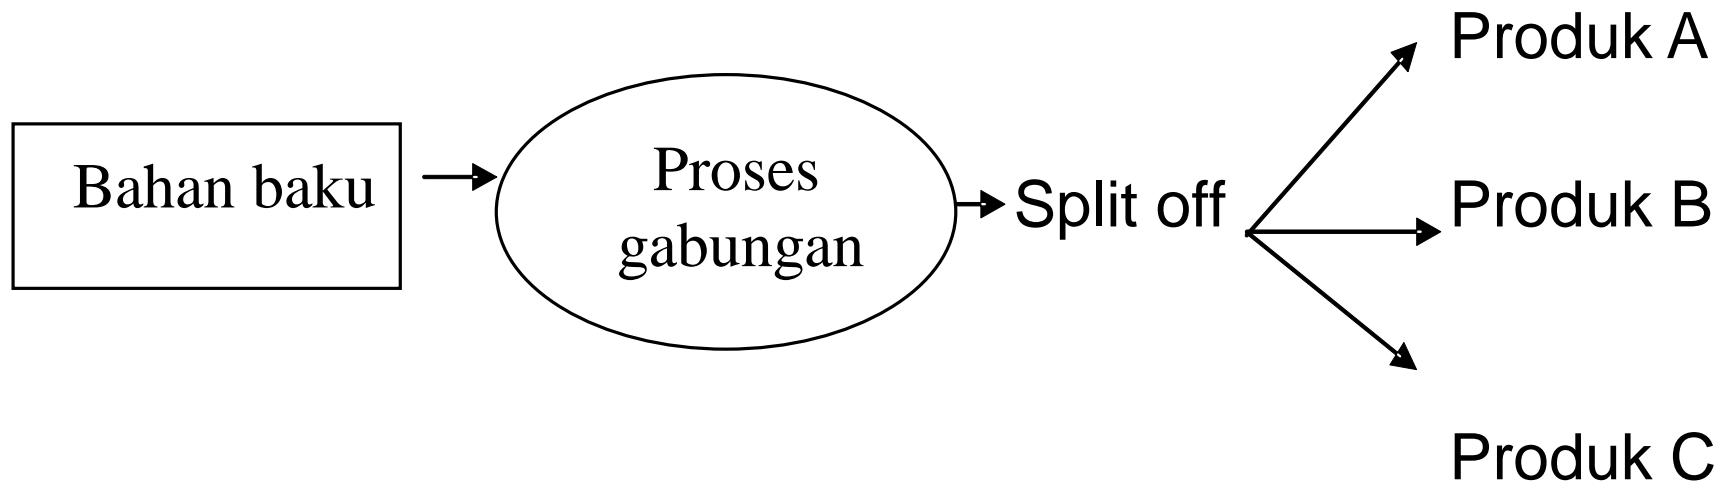 Bahan baku
Proses
gabungan
Split off
Produk A
Produk B
Produk C